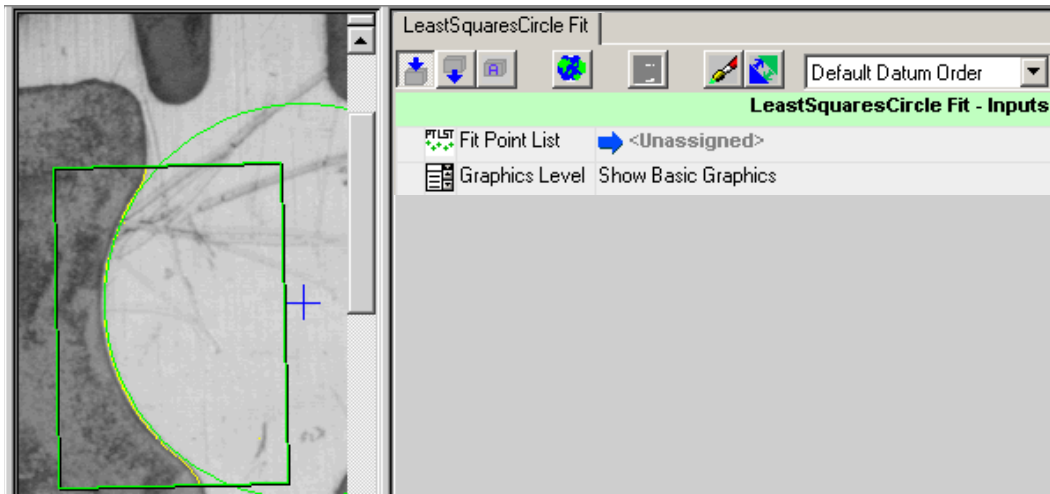 LeastSquaresCircle Fit
A
Default Datum Order
LeastSquaresCircle Fit - Inputs
PTLST Fit Point List <Unassigned>
Graphics Level Show Basic Graphics